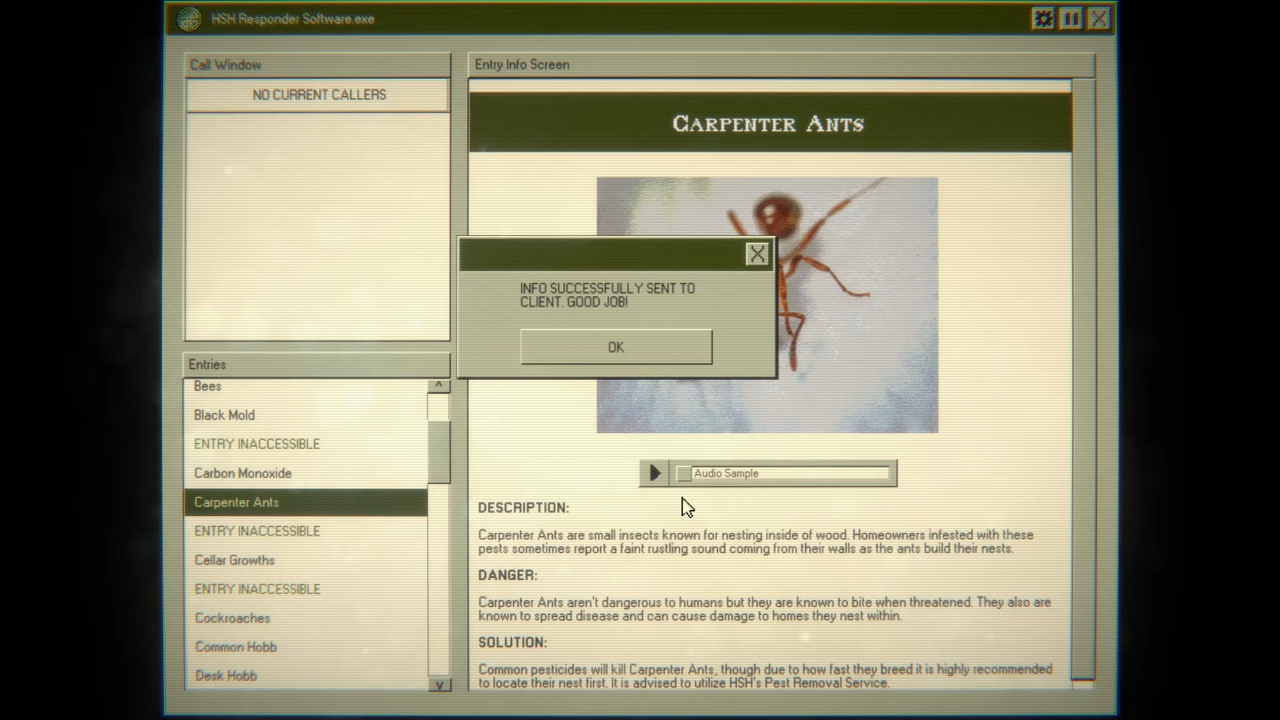 HSH Responder Software.exe
Call Window
NO CURRENT CALLERS
Entries
Bees
Black Mold
ENTRY INACCESSIBLE
Carbon Monoxide
Carpenter Ants
ENTRY INACCESSIBLE
Cellar Growths
ENTRY INACCESSIBLE
Cockroaches
Common Hobb
Desk Hobb
Entry Info Screen
CARPENTER ANTS
INFO SUCCESSFULLY SENT TO
CLIENT. GOOD JOB!
OK
Audio Sample
DESCRIPTION:
Carpenter Ants are small insects known for nesting inside of wood. Homeowners infested with these
pests sometimes report a faint rustling sound coming from their walls as the ants build their nests.
DANGER:
Carpenter Ants aren't dangerous to humans but they are known to bite when threatened. They also are
known to spread disease and can cause damage to homes they nest within.
SOLUTION:
Common pesticides will kill Carpenter Ants, though due to how fast they breed it is highly recommended
to locate their nest first. It is advised to utilize HSH's Pest Removal Service.